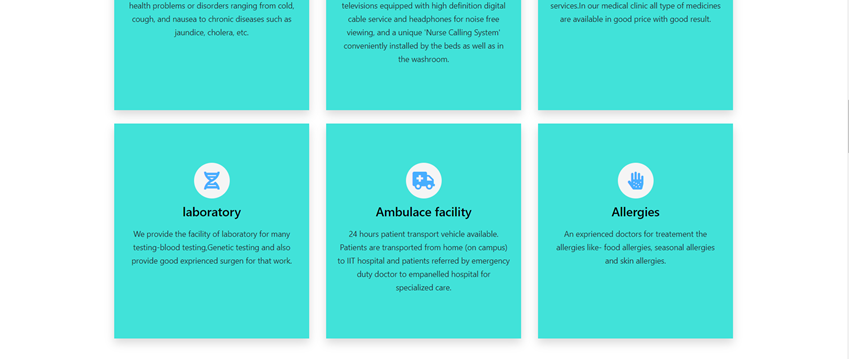 health problems or disorders ranging from cold,
cough, and nausea to chronic diseases such as
jaundice, cholera, etc.
televisions equipped with high definition digital
cable service and headphones for noise free
viewing, and a unique 'Nurse Calling System'
conveniently installed by the beds as well as in
the washroom.
services.In our medical clinic all type of medicines
are available in good price with good result.
laboratory
We provide the facility of laboratory for many
testing-blood testing,Genetic testing and also
provide good exprienced surgen for that work.
Ambulace facility
24 hours patient transport vehicle available.
Patients are transported from home (on campus)
to IIT hospital and patients referred by emergency
duty doctor to empanelled hospital for
specialized care.
Allergies
An exprienced doctors for treatement the
allergies like- food allergies, seasonal allergies
and skin allergies.